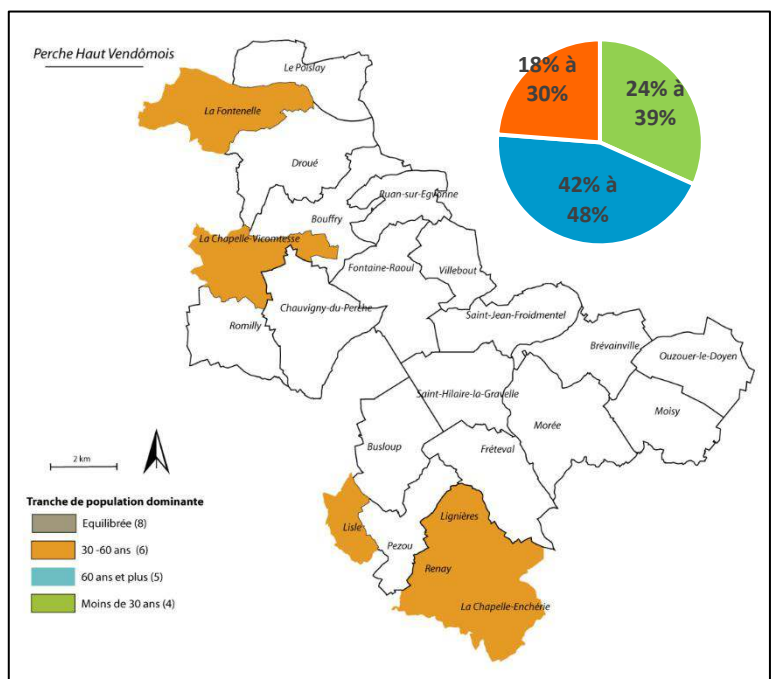 Perche Haut Vendômois
Le Poislay
La Fontenelle
18% à
30%
24% à
39%
42% à
48%
Droué
Ruan-sur-Egvonne
Bouffry
La Chapelle-Vicomtesse
Fontaine-Raoul
Villebout
Chauvigny-du-Perche
Saint-Jean-Froidmentel
Romilly
Brévainville
Ouzouer-le-Doyen
Saint-Hilaire-la-Gravelle
Moisy
Morée
Busloup
Fréteval
2 km
Tranche de population dominante
Equilibrée (8)
30 -60 ans (6)
60 ans et plus (5)
Moins de 30 ans (4)
Lignières
Lisle
Pezou
Renay
La Chapelle-Enchérie